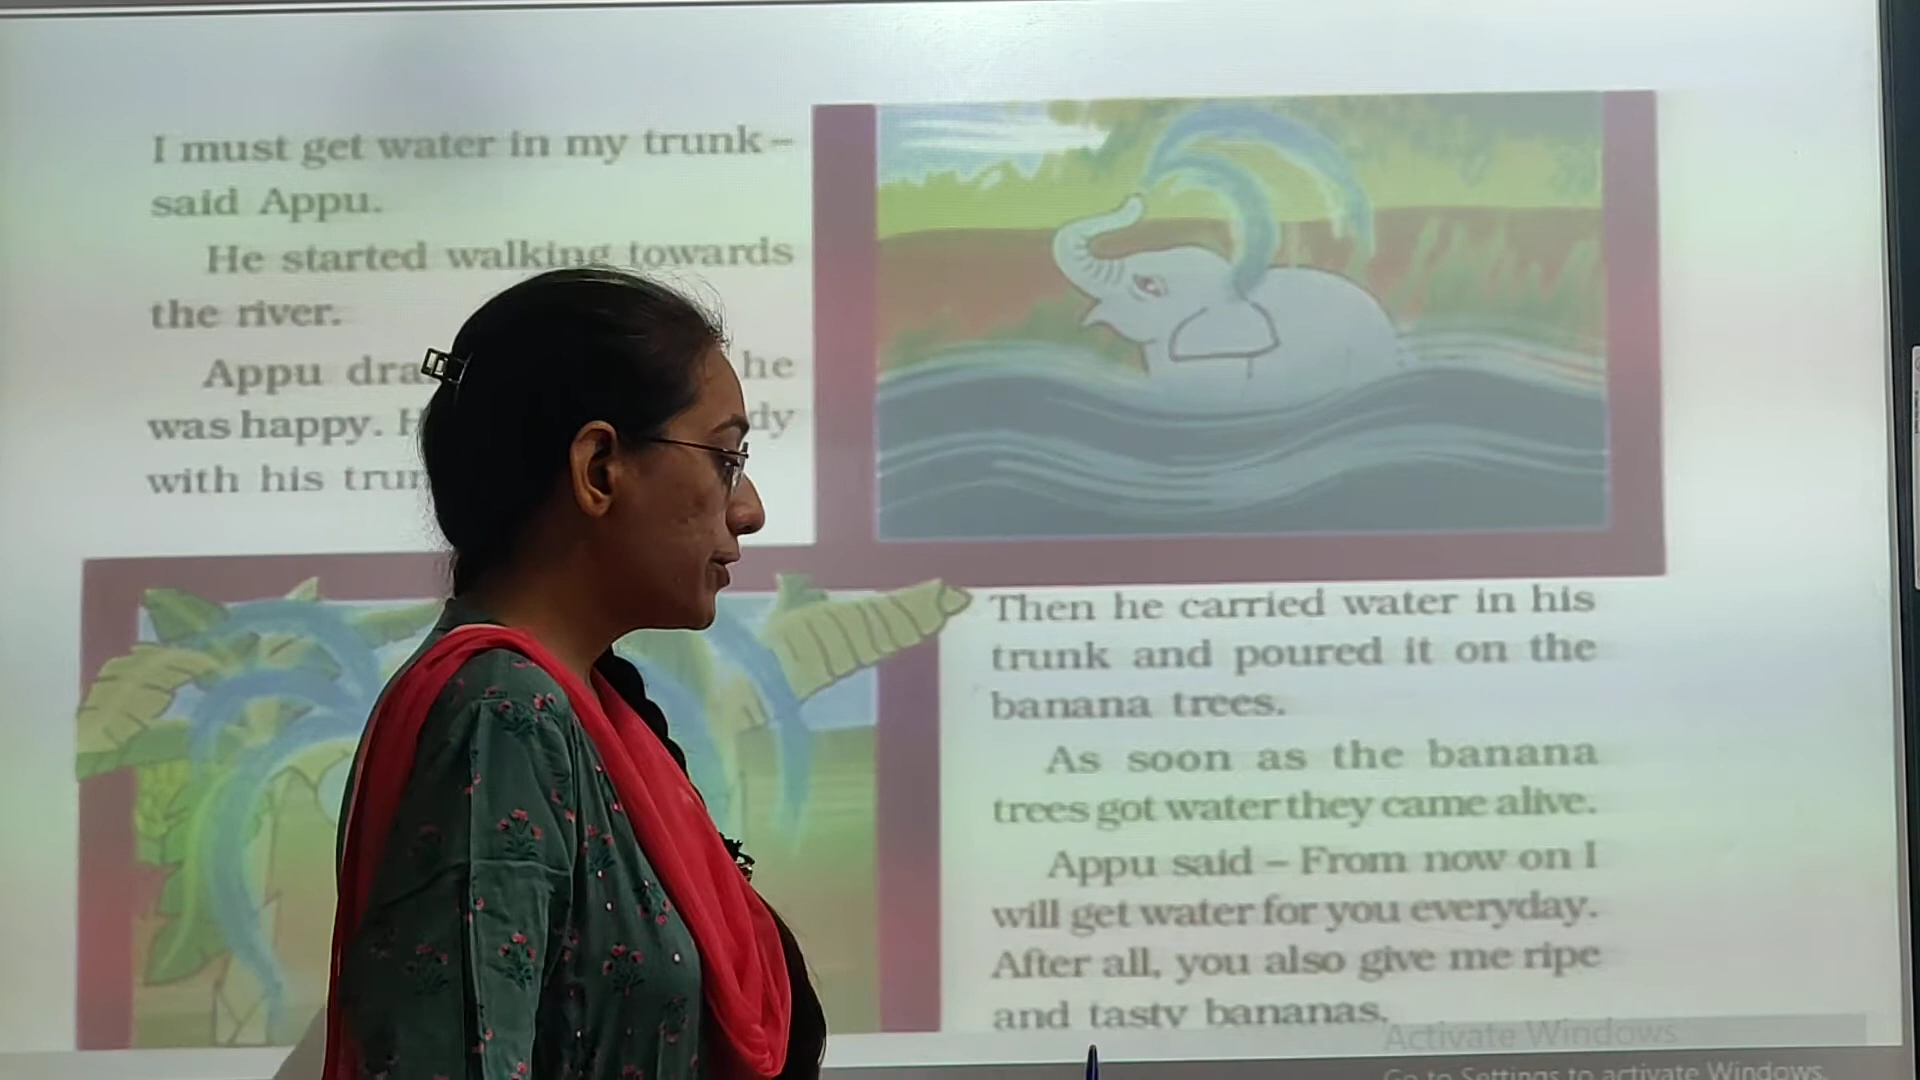 I must get water in my trunk –
said Appu.
He started walking towards
the river.
Appu he
was happy.
with his
Then he carried water in his
trunk and poured it on the
banana trees.
As soon as the banana
trees got water they came alive.
Appu said – From now on I
will get water for you everyday.
After all, you also give me ripe
and tasty bananas.
Activate Windows
Go to Settings to activate Windows.